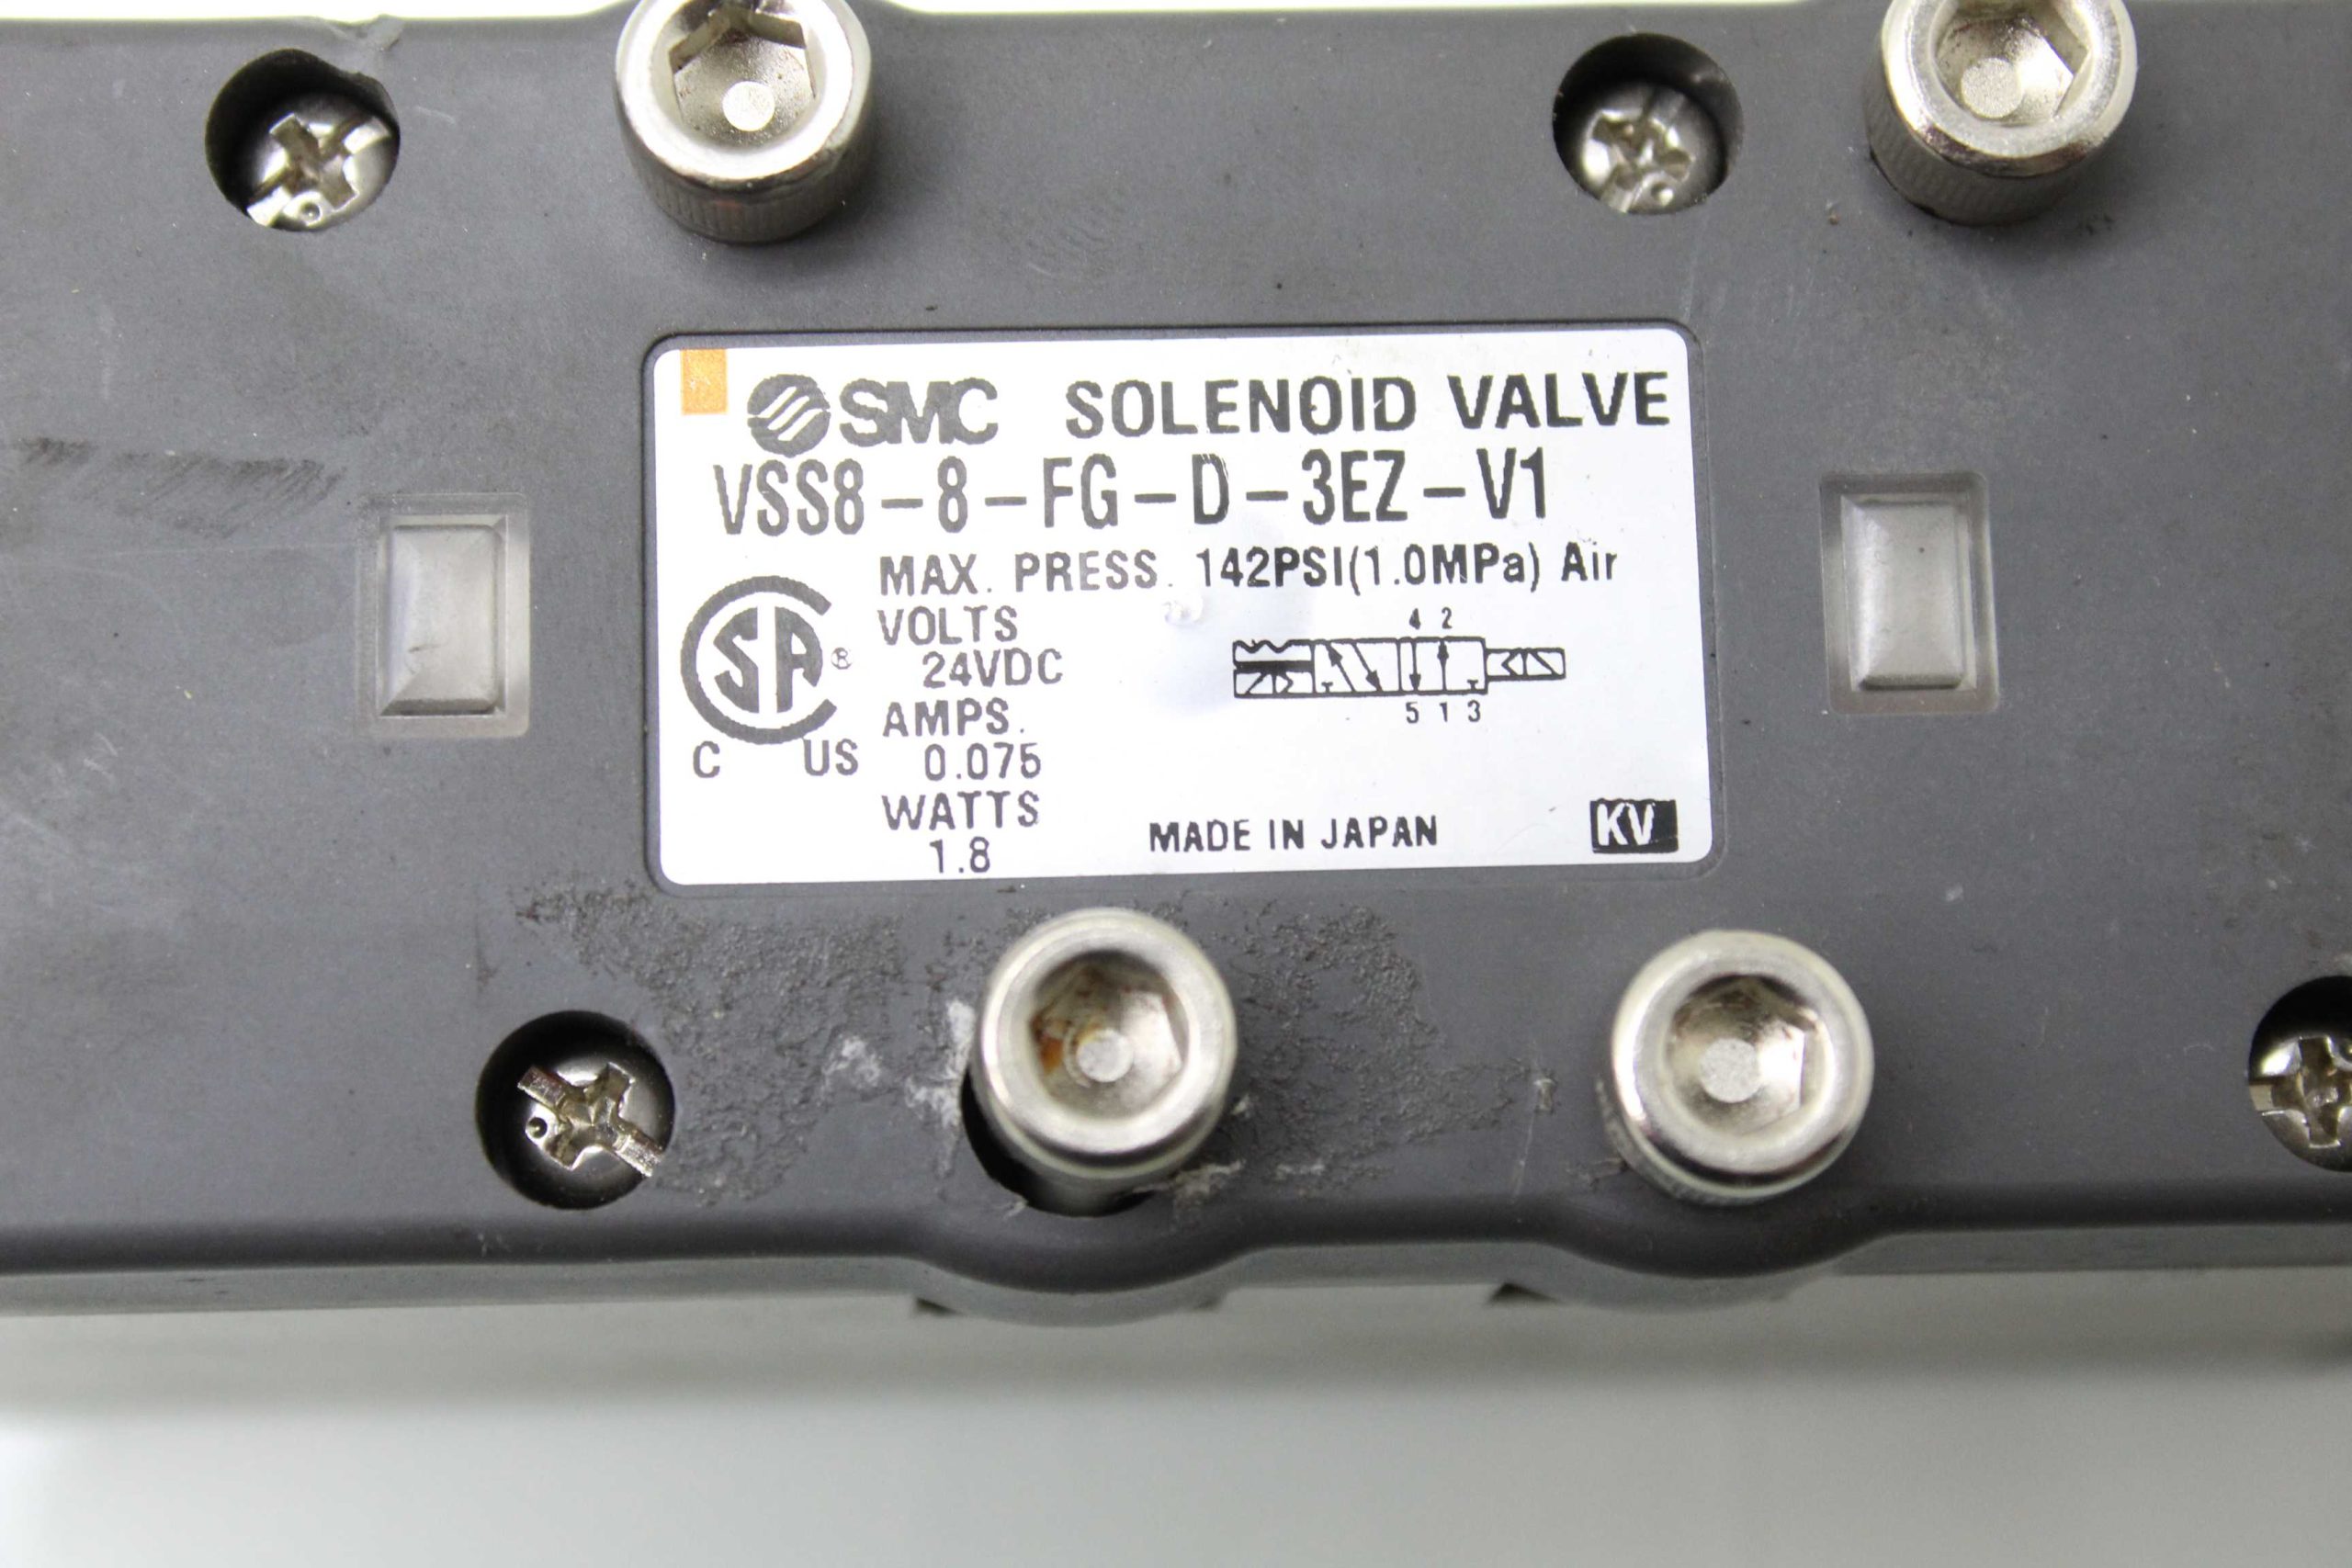 SMC SOLENOID VALVE
VSS8-8-FG-D-3EZ-V1
MAX. PRESS. 142PSI(1.0MPa) Air
VOLTS
24VDC
AMPS.
0.075
WATTS
1.8
SA ®
C US
4 2
5 1 3
MADE IN JAPAN
KV